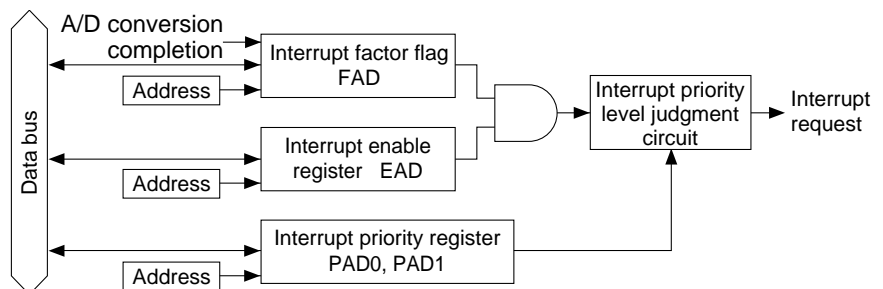 A/D conversion
completion
Interrupt factor flag
FAD
Address
Interrupt priority
level judgment
circuit
Interrupt
request
Data bus
Interrupt enable
register EAD
Address
Interrupt priority register
PAD0, PAD1
Address